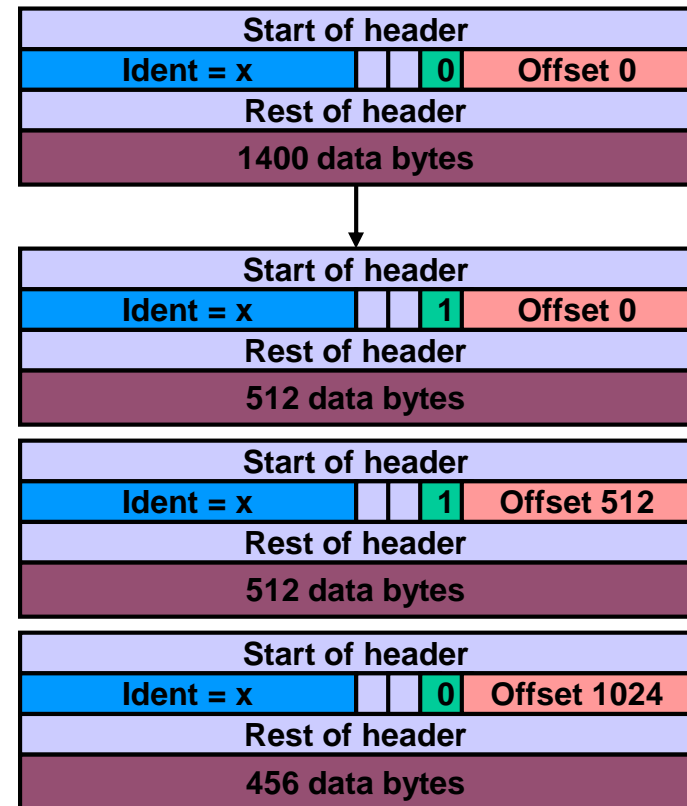 Start of header
Ident = x 0 Offset 0
Rest of header
1400 data bytes
Start of header
Ident = x 1 Offset 0
Rest of header
512 data bytes
Start of header
Ident = x 1 Offset 512
Rest of header
512 data bytes
Start of header
Ident = x 0 Offset 1024
Rest of header
456 data bytes